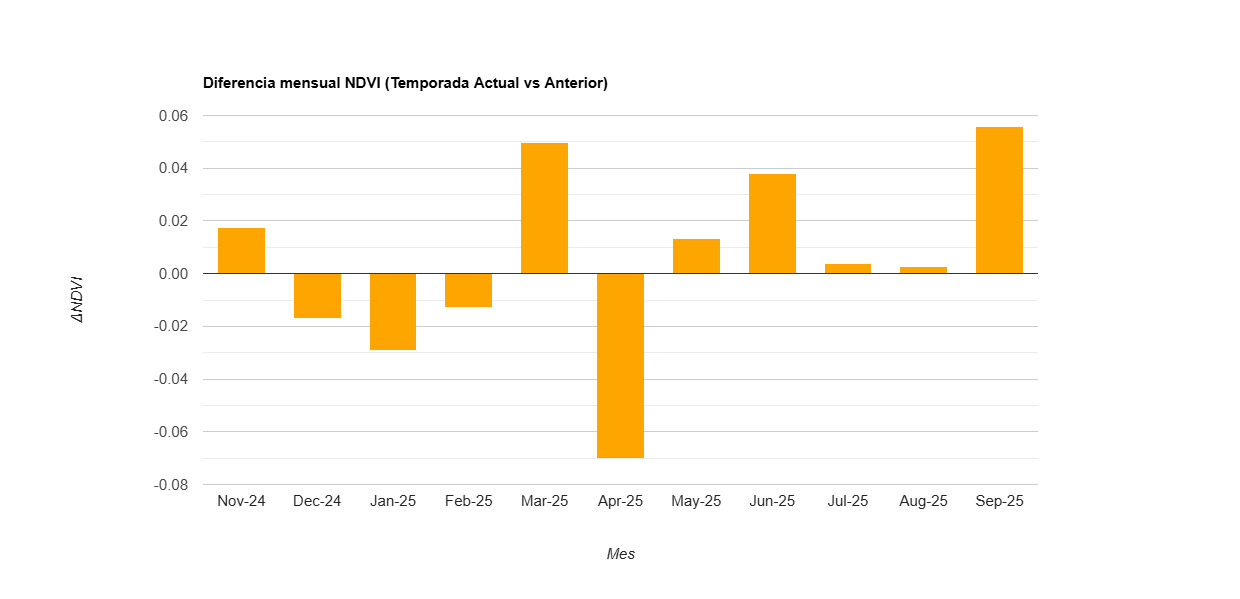 Diferencia mensual NDVI (Temporada Actual vs Anterior)
0.06
0.04
0.02
0.00
-0.02
-0.04
-0.06
-0.08
ΔNDVI
Nov-24 Dec-24 Jan-25 Feb-25 Mar-25 Apr-25 May-25 Jun-25 Jul-25 Aug-25 Sep-25
Mes